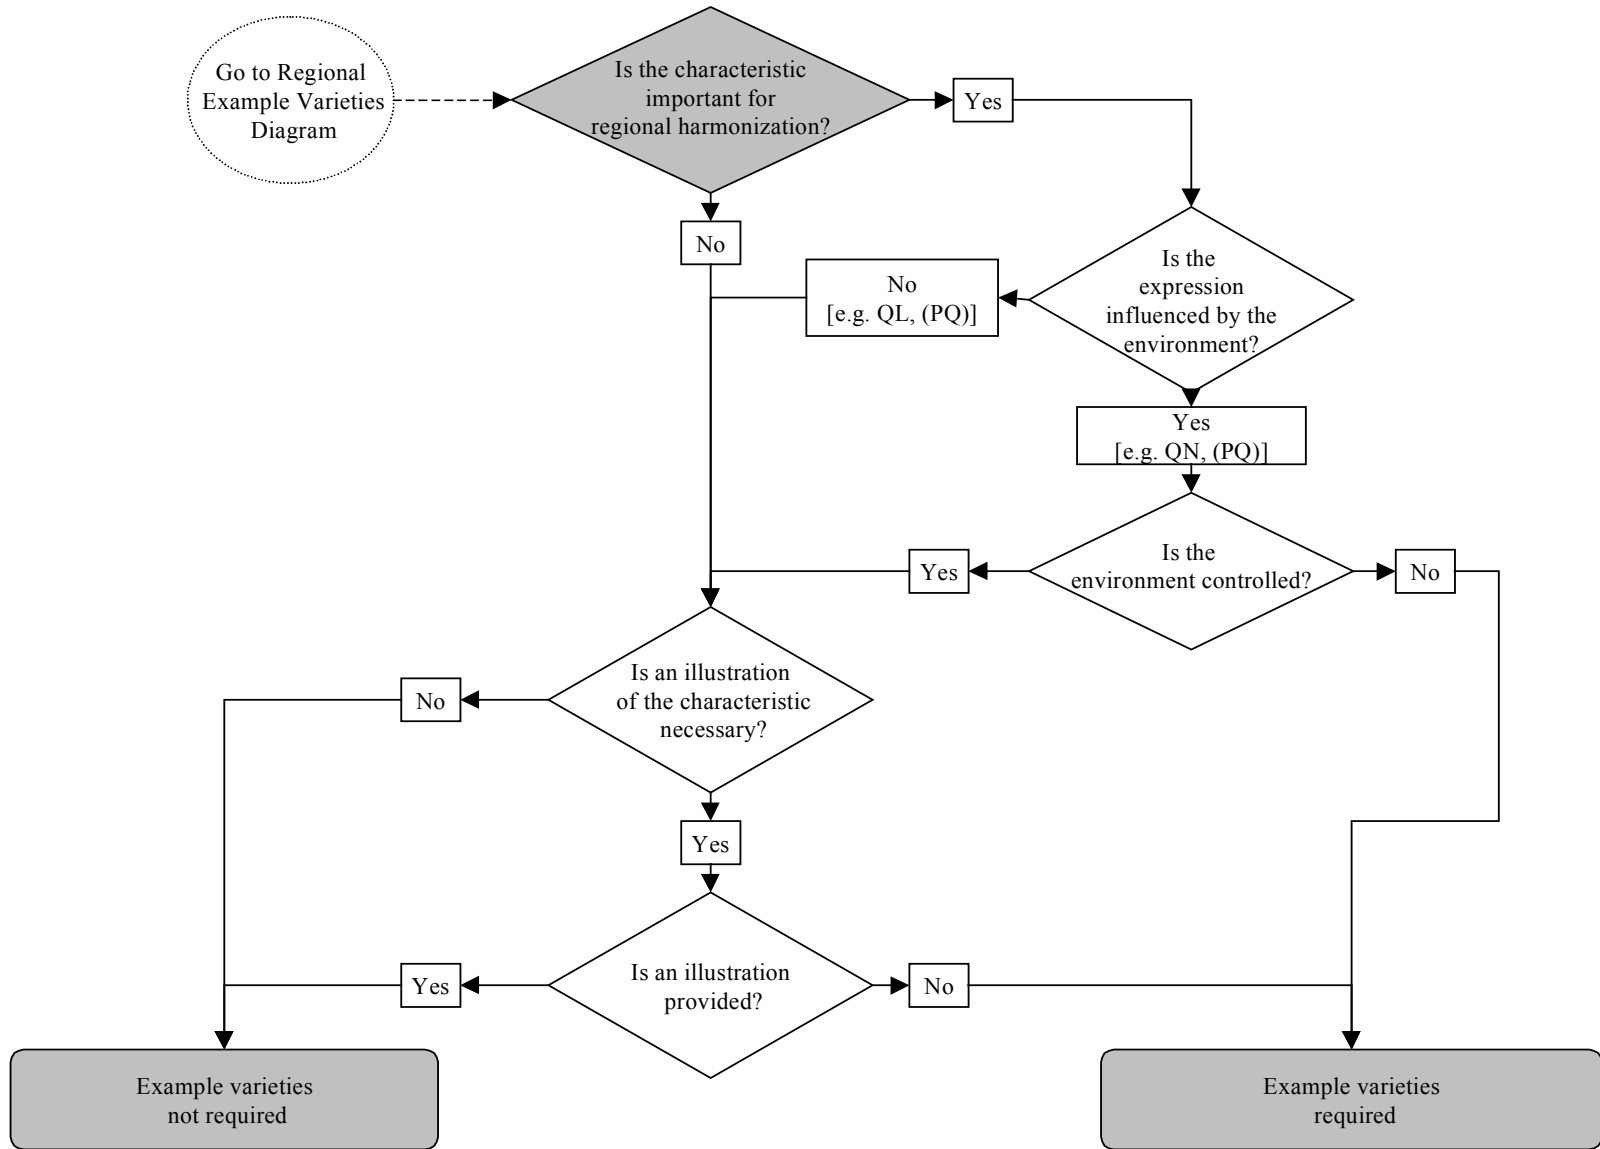 Go to Regional
Example Varieties
Diagram
Is the characteristic
important for
regional harmonization?
Yes
No
Is the
expression
influenced by the
environment?
No
[e.g. QL, (PQ)]
Yes
[e.g. QN, (PQ)]
Is the
environment controlled?
Yes
No
Is an illustration
of the characteristic
necessary?
No
Yes
Is an illustration
provided?
Yes
No
Example varieties
not required
Example varieties
required